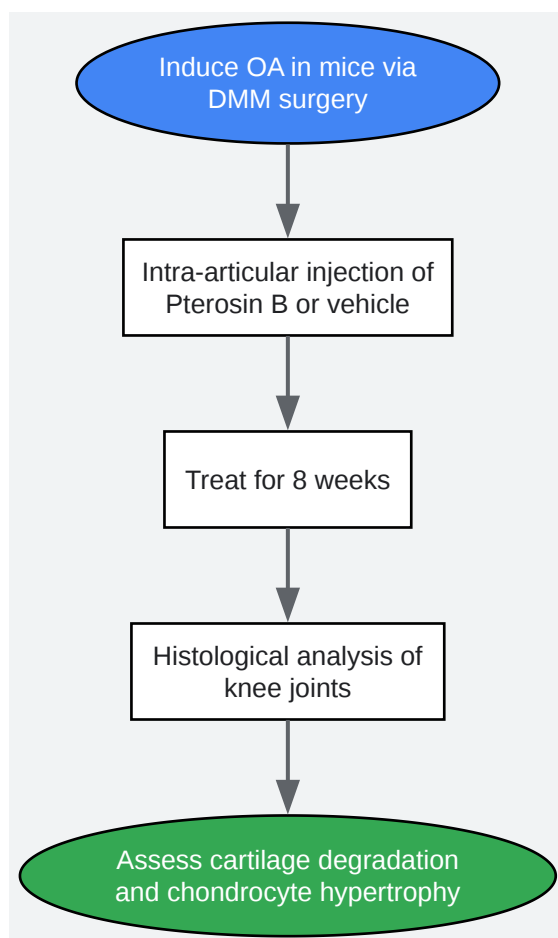 Induce OA in mice via
DMM surgery
Intra-articular injection of
Pterosin B or vehicle
Treat for 8 weeks
Histological analysis of
knee joints
Assess cartilage degradation
and chondrocyte hypertrophy